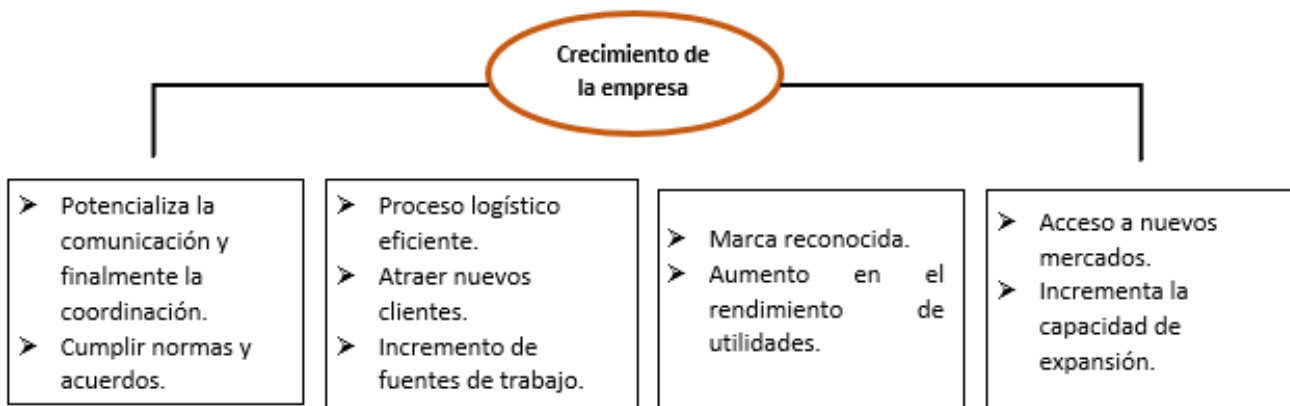 Crecimiento de
la empresa
➤ Potencializa la
comunicación y
finalmente la
coordinación.
➤ Cumplir normas y
acuerdos.
➤ Proceso logístico
eficiente.
➤ Atraer nuevos
clientes.
➤ Incremento de
fuentes de trabajo.
➤ Marca reconocida.
➤ Aumento en el
rendimiento de
utilidades.
➤ Acceso a nuevos
mercados.
➤ Incrementa la
capacidad de
expansión.